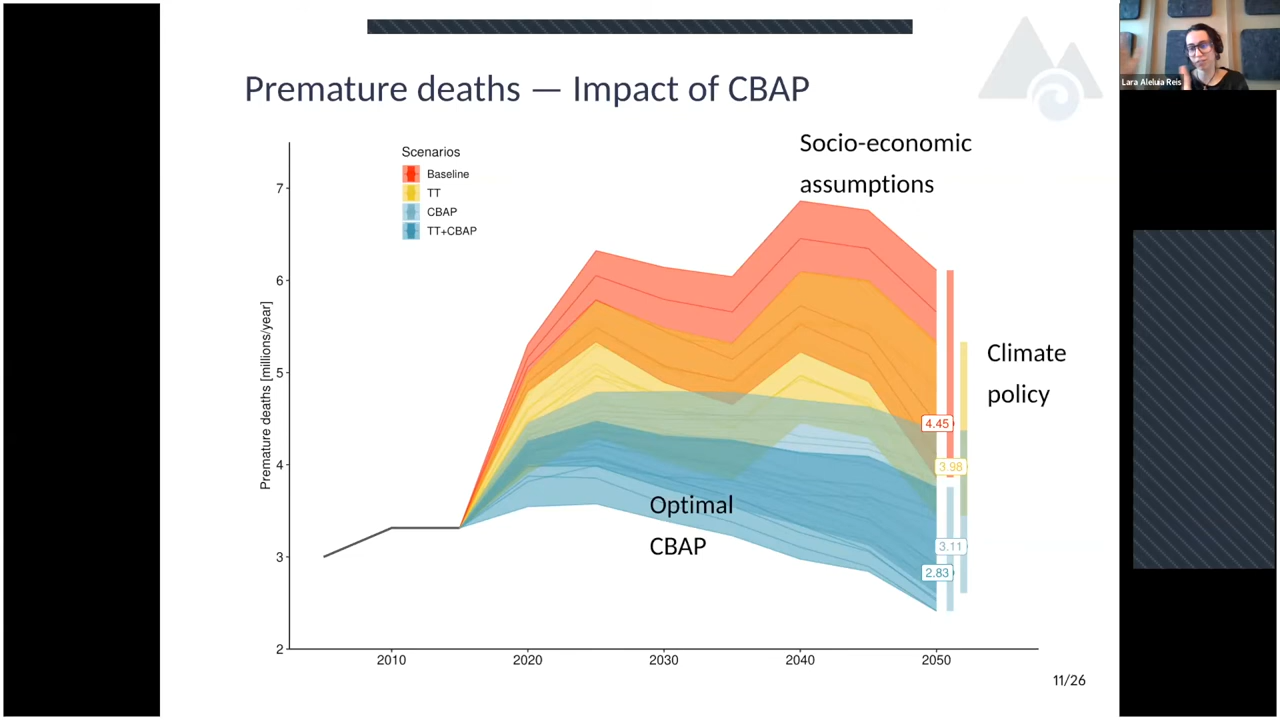 Lara Aleluia Reis
Premature deaths — Impact of CBAP
Socio-economic
assumptions
Scenarios
Baseline
TT
CBAP
TT+CBAP
Premature deaths [millions/year]
7
6
5
4
3
2
Climate
policy
4.45
3.98
3.11
2.83
Optimal
CBAP
2010
2020
2030
2040
2050
11/26